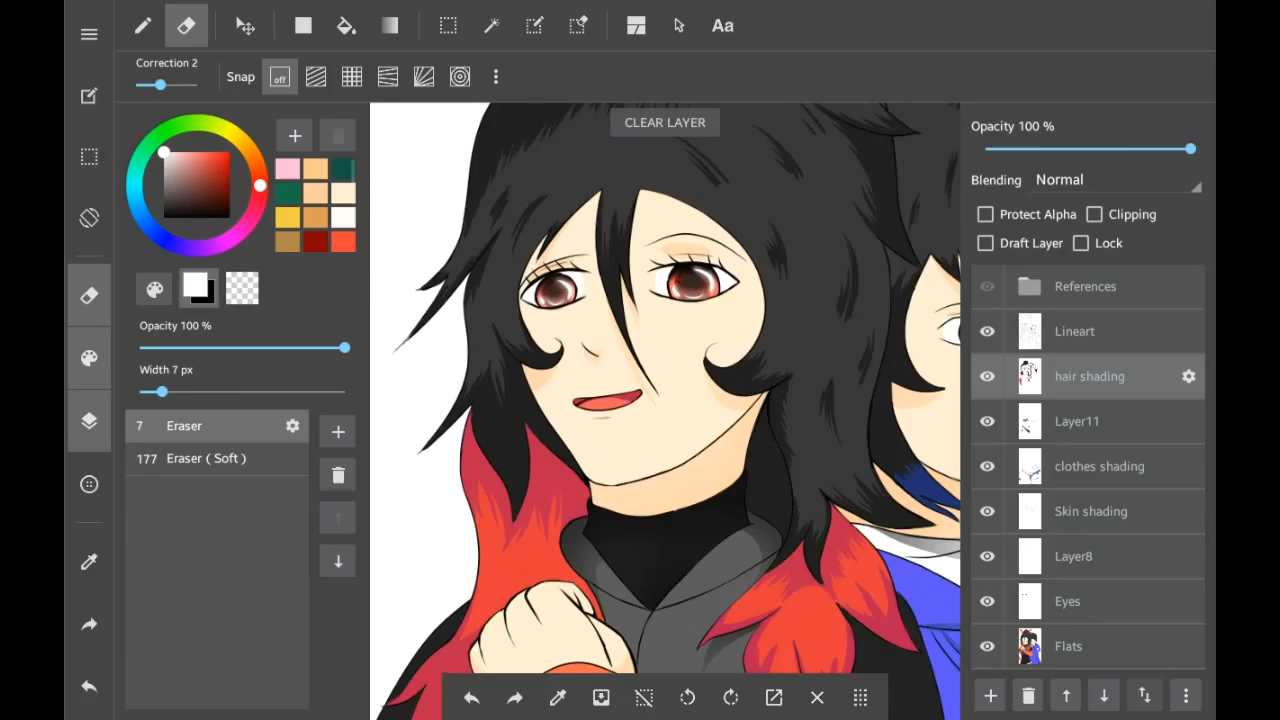 Aa
Correction 2
Snap
off
CLEAR LAYER
Opacity 100 %
Blending Normal
Protect Alpha Clipping
Draft Layer Lock
References
Lineart
hair shading
Layer11
clothes shading
Skin shading
Layer8
Eyes
Flats
Opacity 100 %
Width 7 px
7 Eraser
177 Eraser ( Soft )